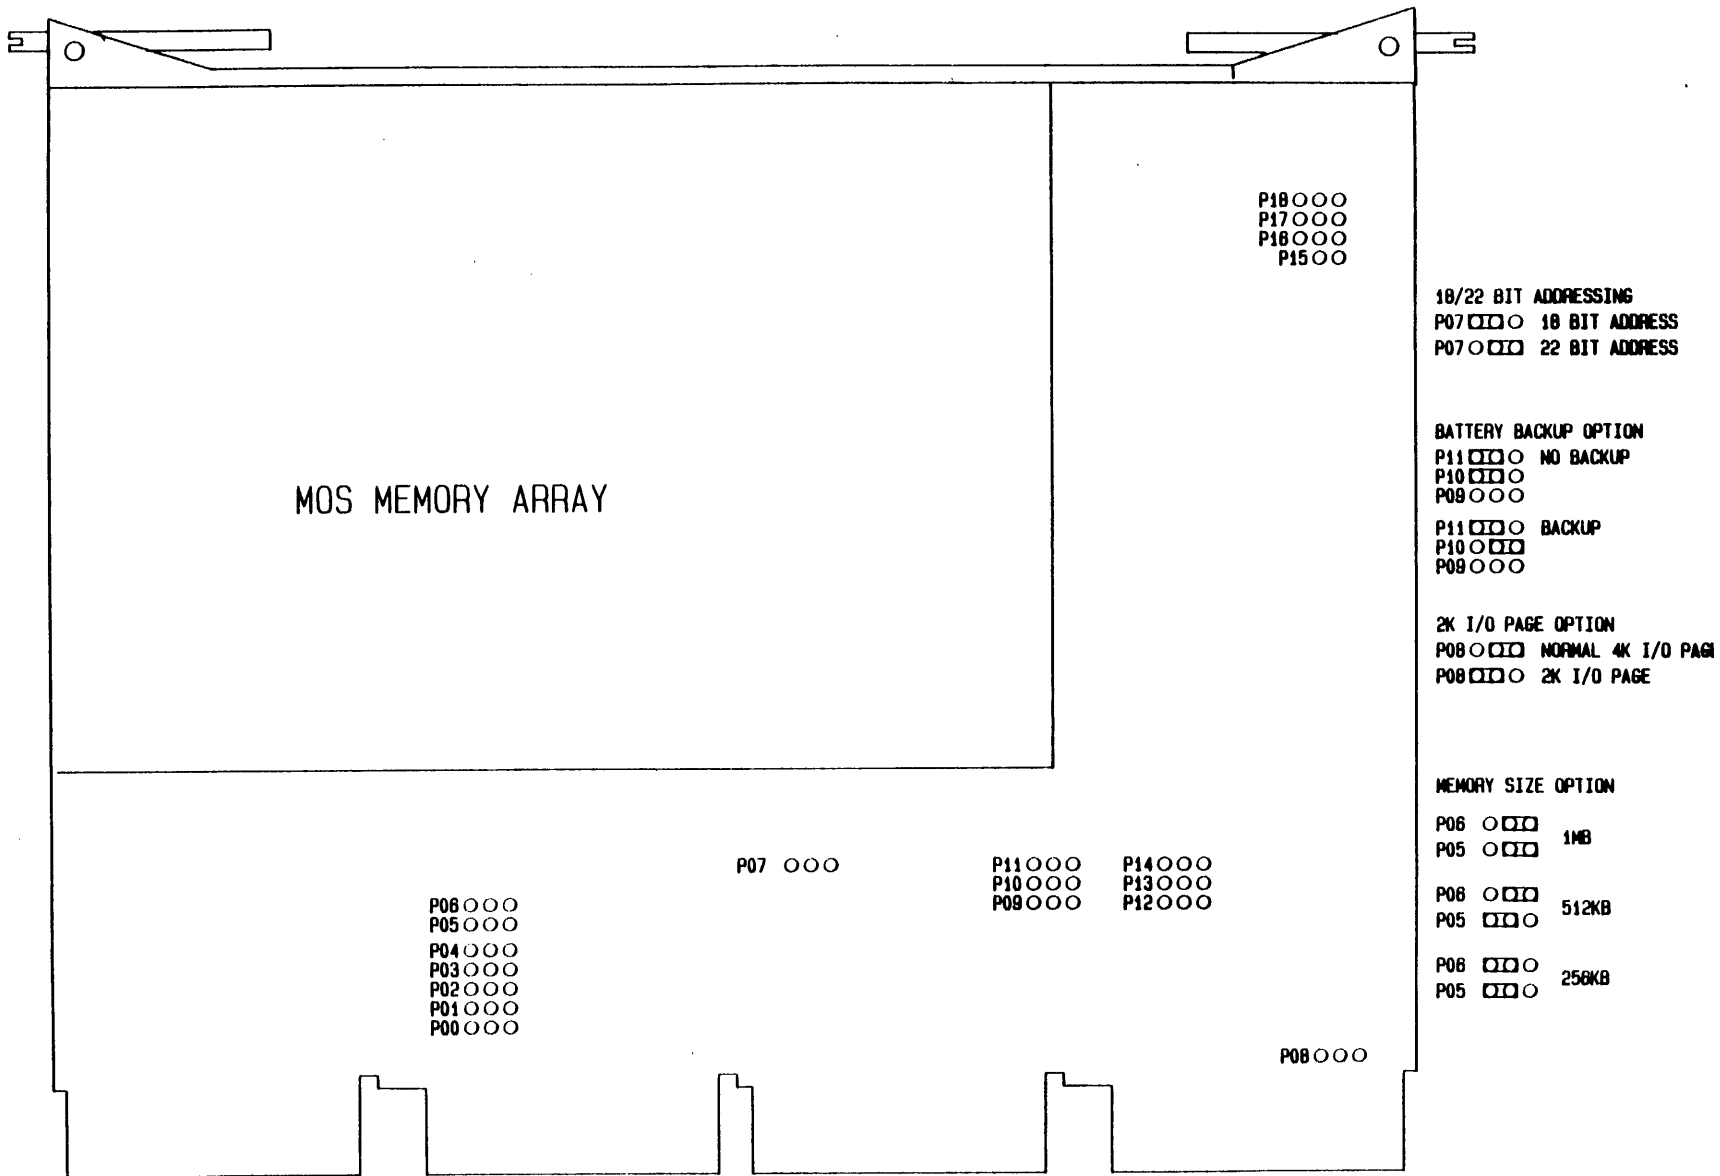 P18
P17
P16
P15
18/22 BIT ADDRESSING
P07 18 BIT ADDRESS
P07 22 BIT ADDRESS
BATTERY BACKUP OPTION
P11 NO BACKUP
P10
P09
P11 BACKUP
P10
P09
MOS MEMORY ARRAY
2K I/O PAGE OPTION
P08 NORMAL 4K I/O PAGE
P08 2K I/O PAGE
MEMORY SIZE OPTION
P06
1MB
P05
P06
512KB
P05
P06
256KB
P05
P07
P11
P10
P09
P14
P13
P12
P06
P05
P04
P03
P02
P01
P00
P08